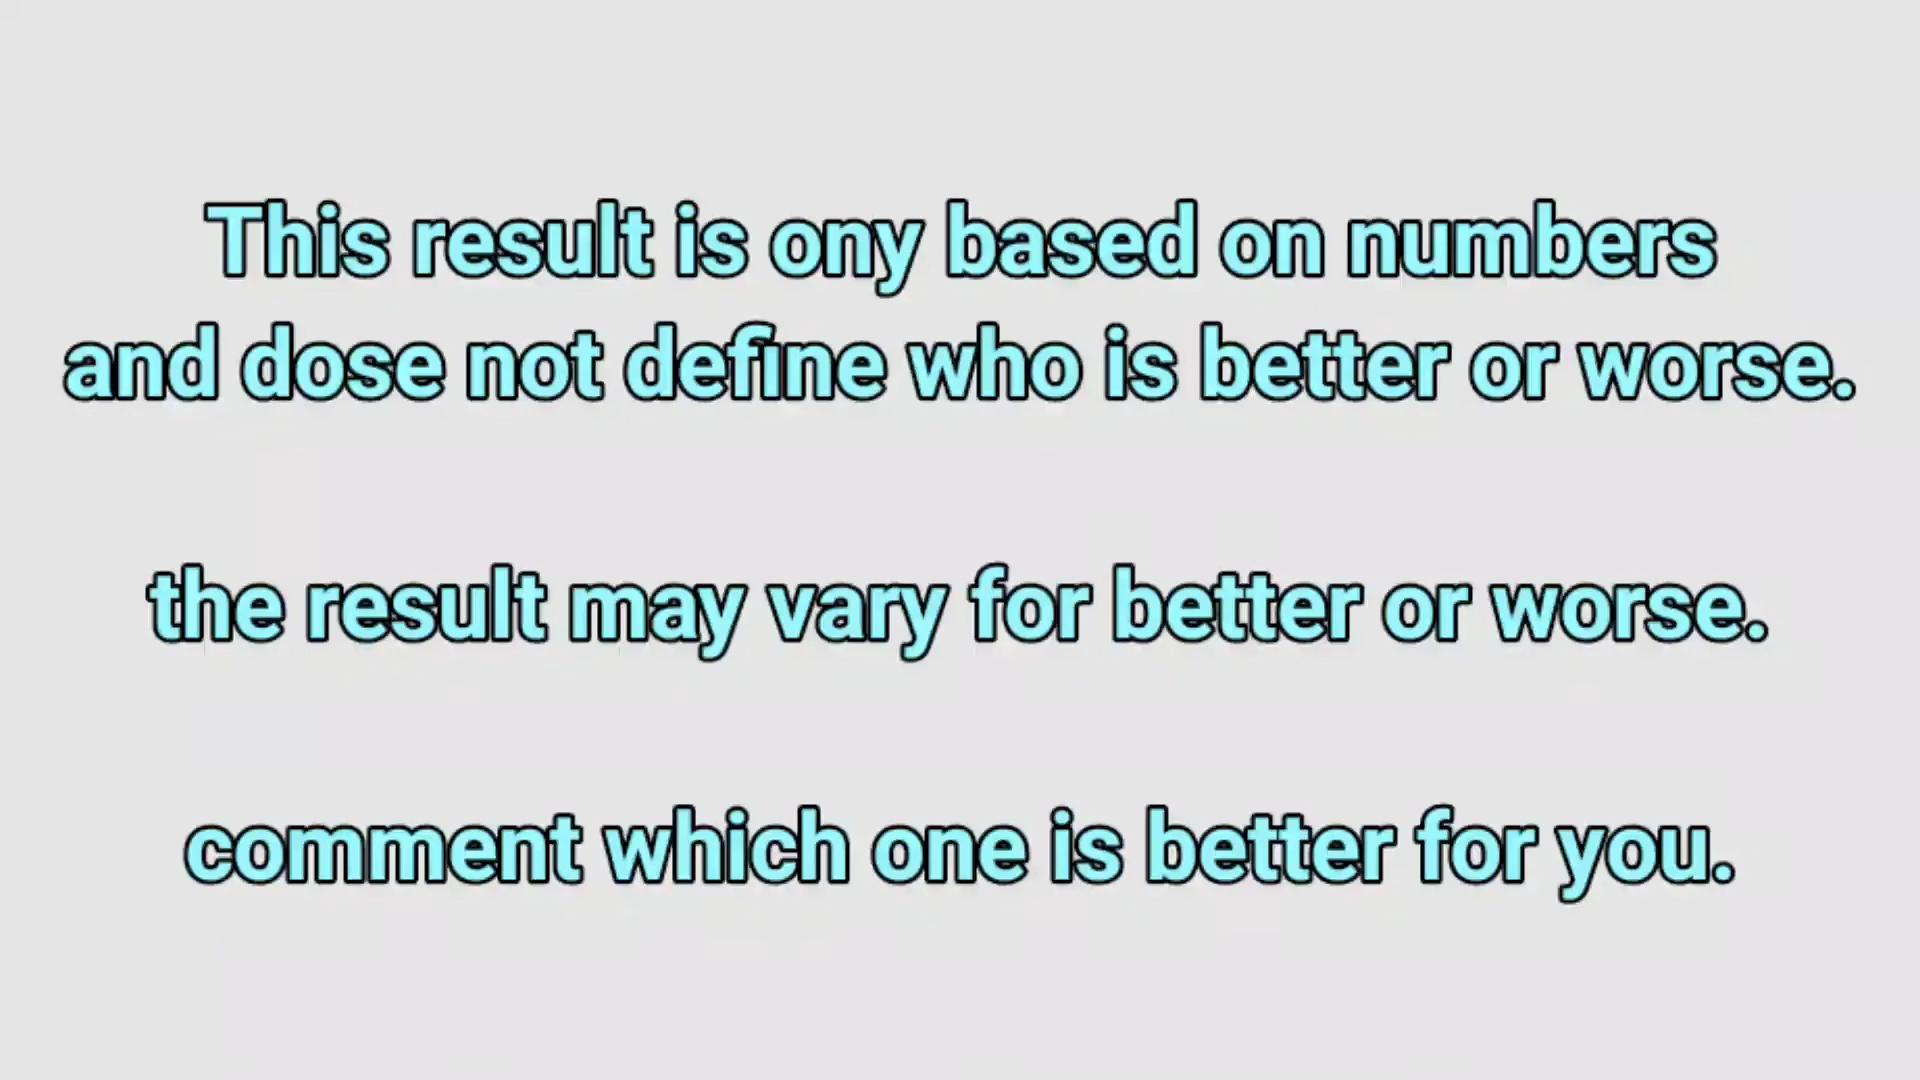 This result is ony based on numbers
and dose not define who is better or worse.
the result may vary for better or worse.
comment which one is better for you.